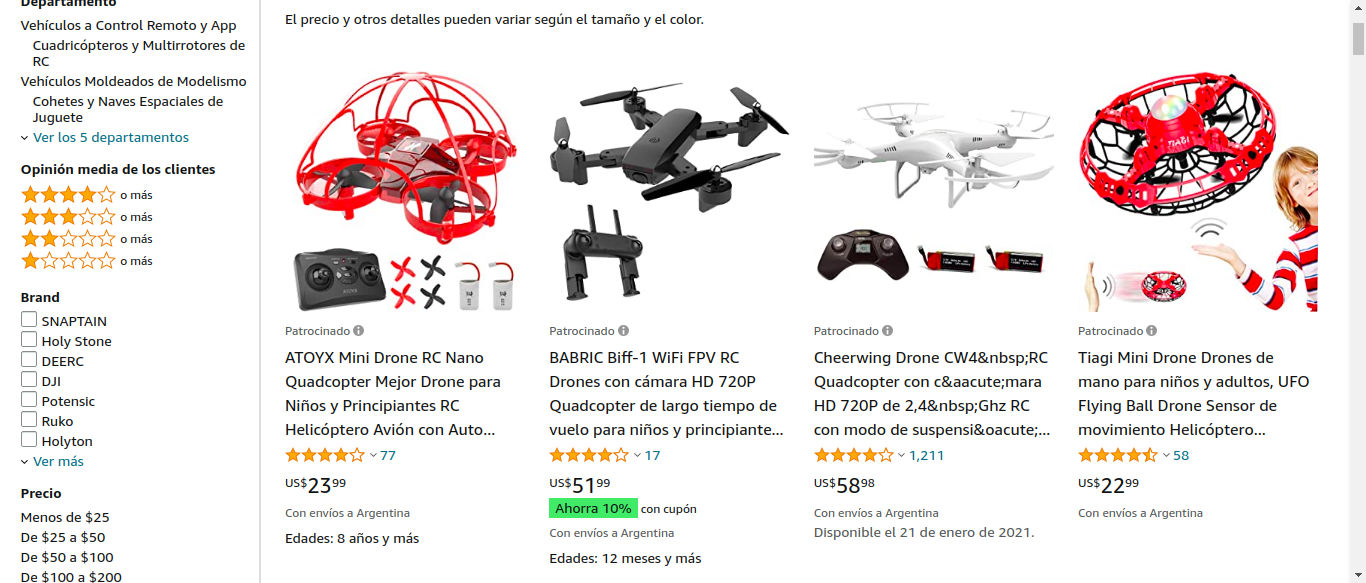 Departamento
Vehículos a Control Remoto y App
Cuadricópteros y Multirrotores de
RC
Vehículos Moldeados de Modelismo
Cohetes y Naves Espaciales de
Juguete
Ver los 5 departamentos
Opinión media de los clientes
o más
o más
o más
o más
Brand
SNAPTAIN
Holy Stone
DEERC
DJI
Potensic
Ruko
Holyton
Ver más
Precio
Menos de $25
De $25 a $50
De $50 a $100
De $100 a $200
El precio y otros detalles pueden variar según el tamaño y el color.
Patrocinado
ATOYX Mini Drone RC Nano
Quadcopter Mejor Drone para
Niños y Principiantes RC
Helicóptero Avión con Auto...
77
US$2399
Con envíos a Argentina
Edades: 8 años y más
Patrocinado
BABRIC Biff-1 WiFi FPV RC
Drones con cámara HD 720P
Quadcopter de largo tiempo de
vuelo para niños y principiante...
17
US$5199
Ahorra 10% con cupón
Con envíos a Argentina
Edades: 12 meses y más
Patrocinado
Cheerwing Drone CW4&nbsp;RC
Quadcopter con c&aacute;mara
HD 720P de 2,4&nbsp;Ghz RC
con modo de suspensi&oacute;...
1,211
US$5898
Con envíos a Argentina
Disponible el 21 de enero de 2021.
TIAGI
Patrocinado
Tiagi Mini Drone Drones de
mano para niños y adultos, UFO
Flying Ball Drone Sensor de
movimiento Helicóptero...
58
US$2299
Con envíos a Argentina